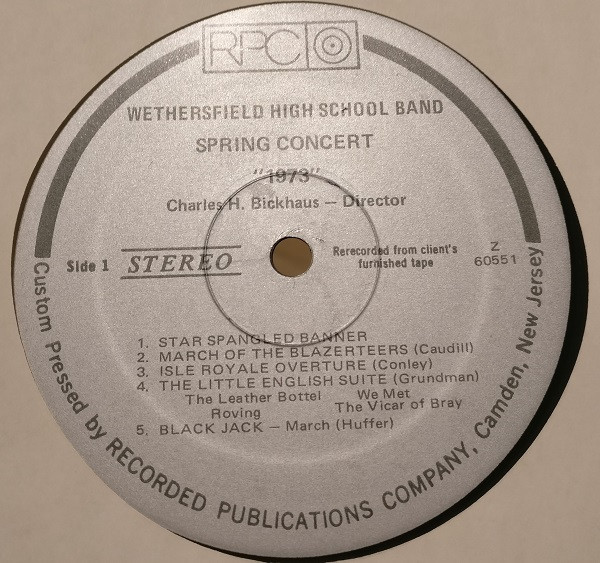 RPC
WETHERSFIELD HIGH SCHOOL BAND
SPRING CONCERT
"1973"
Charles H. Bickhaus – Director
Side 1 STEREO
Rerecorded from client's
furnished tape
Z
60551
1. STAR SPANGLED BANNER
2. MARCH OF THE BLAZERTEERS (Caudill)
3. ISLE ROYALE OVERTURE (Conley)
4. THE LITTLE ENGLISH SUITE (Grundman)
The Leather Bottel We Met
Roving The Vicar of Bray
5. BLACK JACK – March (Huffer)
Custom Pressed by RECORDED PUBLICATIONS COMPANY, Camden, New Jersey